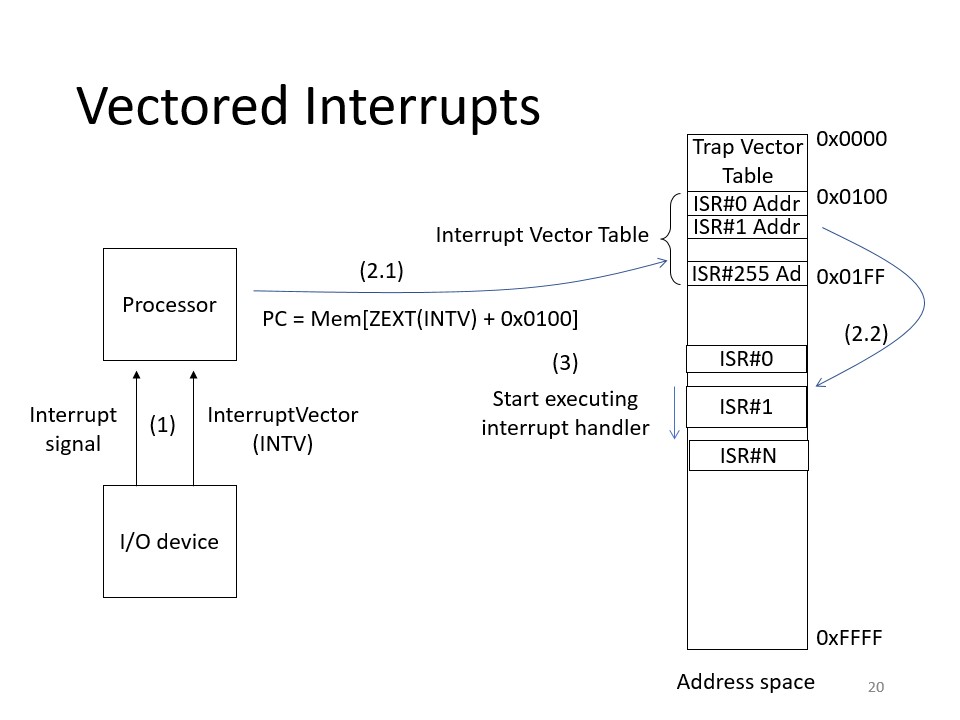 Vectored Interrupts
0x0000
Trap Vector
Table
0x0100
ISR#0 Addr
ISR#1 Addr
Interrupt Vector Table
(2.1)
ISR#255 Ad
0x01FF
Processor
PC = Mem[ZEXT(INTV) + 0x0100]
(2.2)
(3)
ISR#0
Start executing
interrupt handler
ISR#1
Interrupt
signal
(1)
InterruptVector
(INTV)
ISR#N
I/O device
0xFFFF
Address space
20